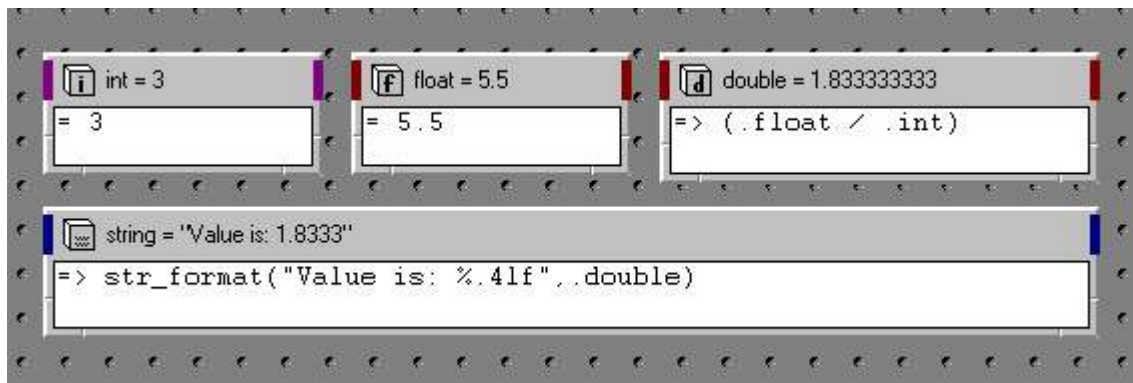 int = 3
= 3
float = 5.5
= 5.5
double = 1.833333333
=> (.float / .int)
string = "Value is: 1.8333"
=> str_format("Value is: %.4lf",.double)